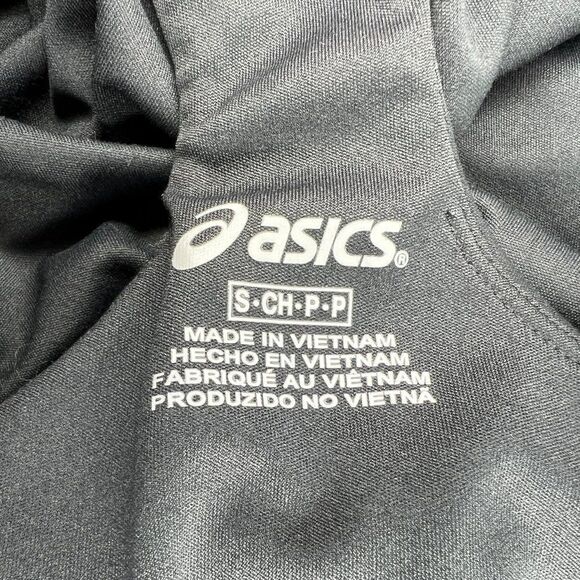 asics®
S·CH·P·P
MADE IN VIETNAM
HECHO EN VIETNAM
FABRIQUÉ AU VIÊTNAM
PRODUZIDO NO VIETNÃ